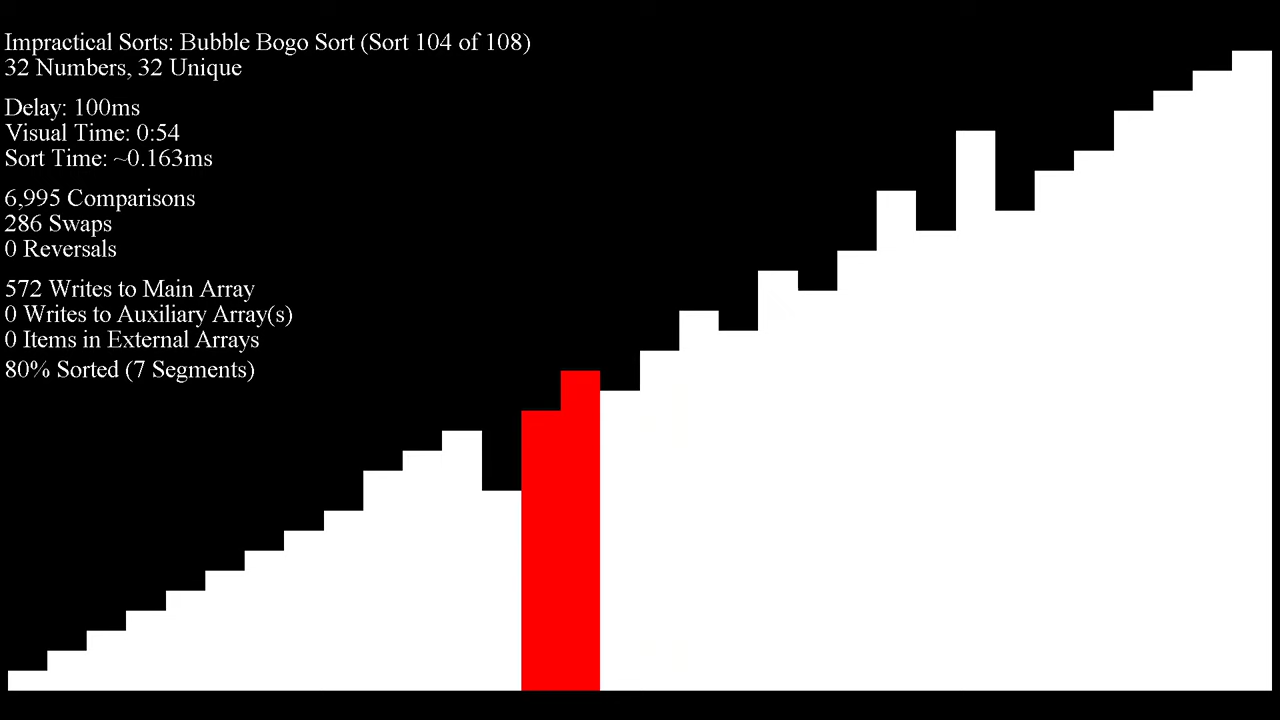 Impractical Sorts: Bubble Bogo Sort (Sort 104 of 108)
32 Numbers, 32 Unique
Delay: 100ms
Visual Time: 0:54
Sort Time: ~0.163ms
6,995 Comparisons
286 Swaps
0 Reversals
572 Writes to Main Array
0 Writes to Auxiliary Array(s)
0 Items in External Arrays
80% Sorted (7 Segments)